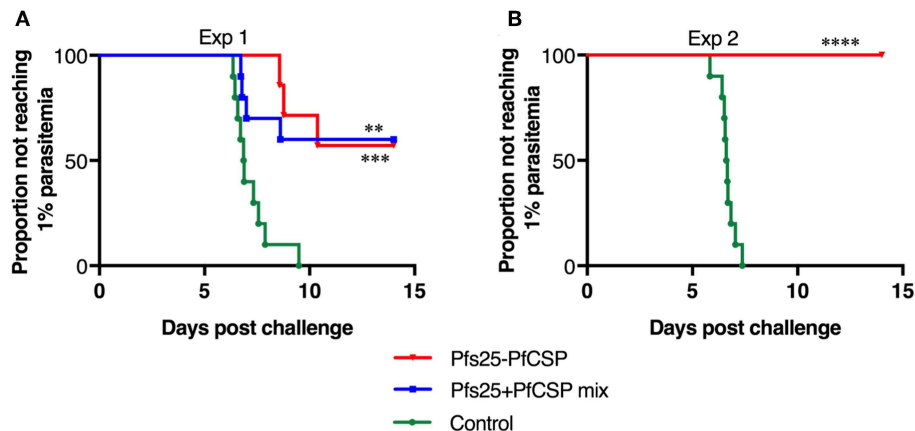 A
Exp 1
Proportion not reaching
1% parasitemia
100
50
0
**
***
0
5
10
15
Days post challenge
B
Exp 2
Proportion not reaching
1% parasitemia
100
50
0
****
0
5
10
15
Days post challenge
Pfs25-PfCSP
Pfs25+PfCSP mix
Control